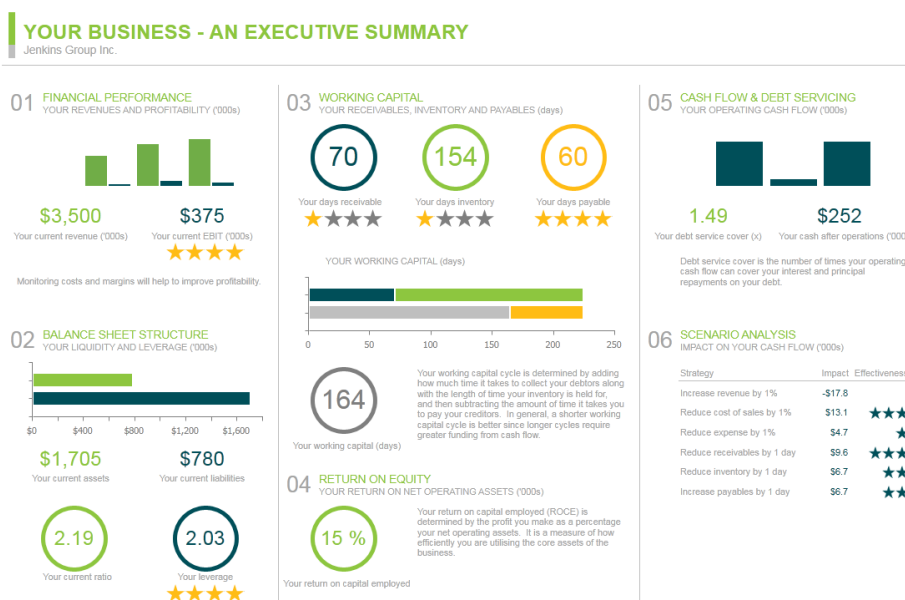 YOUR BUSINESS - AN EXECUTIVE SUMMARY
Jenkins Group Inc.
01 FINANCIAL PERFORMANCE
YOUR REVENUES AND PROFITABILITY ('000s)
$3,500 $375
Your current revenue ('000s) Your current EBIT ('000s)
Monitoring costs and margins will help to improve profitability.
02 BALANCE SHEET STRUCTURE
YOUR LIQUIDITY AND LEVERAGE ('000s)
$0 $400 $800 $1,200 $1,600
$1,705 $780
Your current assets Your current liabilities
2.19 2.03
Your current ratio Your leverage
03 WORKING CAPITAL
YOUR RECEIVABLES, INVENTORY AND PAYABLES (days)
70 154 60
Your days receivable Your days inventory Your days payable
YOUR WORKING CAPITAL (days)
0 50 100 150 200 250
164
Your working capital (days)
Your working capital cycle is determined by adding
how much time it takes to collect your debtors along
with the length of time your inventory is held for,
and then subtracting the amount of time it takes you
to pay your creditors. In general, a shorter working
capital cycle is better since longer cycles require
greater funding from cash flow.
04 RETURN ON EQUITY
YOUR RETURN ON NET OPERATING ASSETS ('000s)
15 %
Your return on capital employed
Your return on capital employed (ROCE) is
determined by the profit you make as a percentage
your net operating assets. It is a measure of how
efficiently you are utilising the core assets of the
business.
05 CASH FLOW & DEBT SERVICING
YOUR OPERATING CASH FLOW ('000s)
1.49 $252
Your debt service cover (x) Your cash after operations ('000
Debt service cover is the number of times your operating
cash flow can cover your interest and principal
repayments on your debt.
06 SCENARIO ANALYSIS
IMPACT ON YOUR CASH FLOW ('000s)
Strategy Impact Effectiveness
Increase revenue by 1% -$17.8
Reduce cost of sales by 1% $13.1
Reduce expense by 1% $4.7
Reduce receivables by 1 day $9.6
Reduce inventory by 1 day $6.7
Increase payables by 1 day $6.7